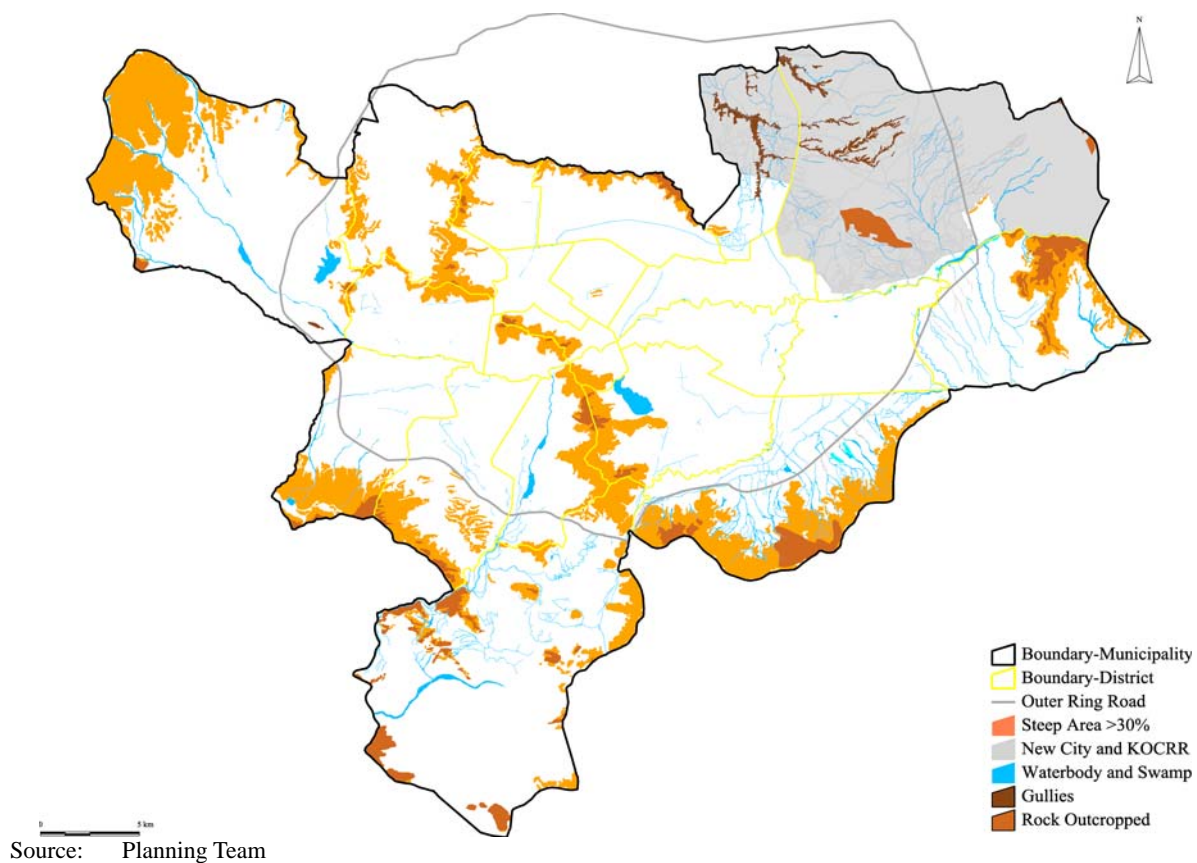 N
Boundary-Municipality
Boundary-District
Outer Ring Road
Steep Area >30%
New City and KOCRR
Waterbody and Swamp
Gullies
Rock Outcropped
0 5 km
Source: Planning Team